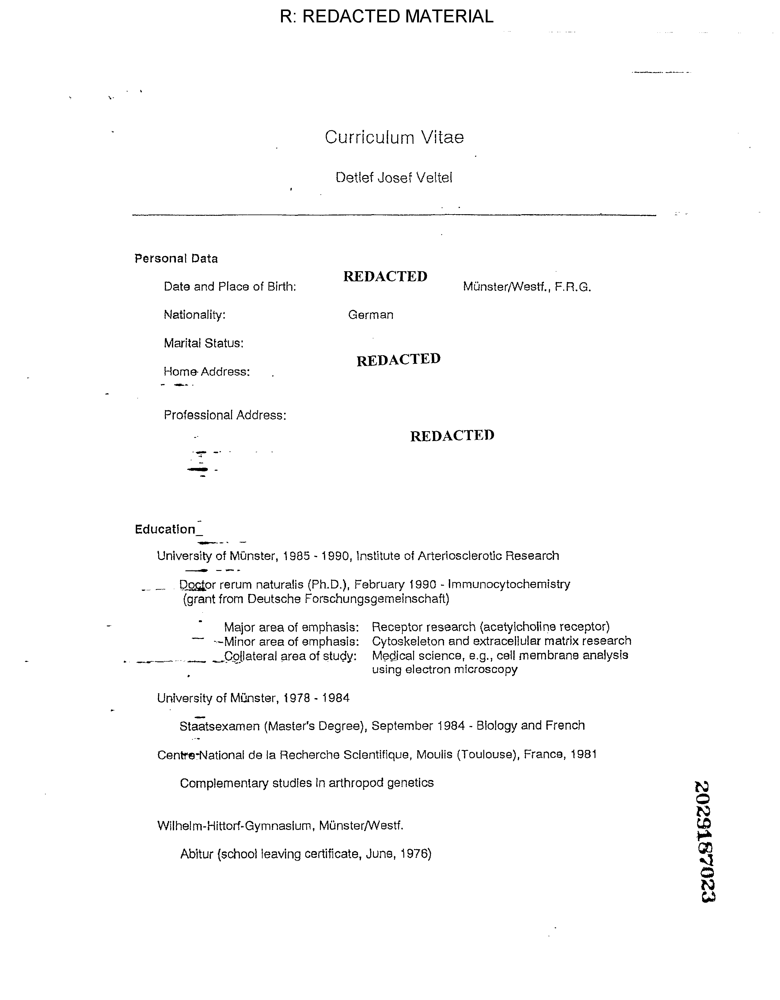 R: REDACTED MATERIAL
Curriculum Vitae
Detlef Josef Veltel
Personal Data
Date and Place of Birth: REDACTED Münster/Westf., F.R.G.
Nationality: German
Marital Status:
REDACTED
Home Address:
Professional Address:
REDACTED
Education
University of Münster, 1985 - 1990, Institute of Arteriosclerotic Research
Doctor rerum naturalis (Ph.D.), February 1990 - Immunocytochemistry
(grant from Deutsche Forschungsgemeinschaft)
Major area of emphasis: Receptor research (acetylcholine receptor)
Minor area of emphasis: Cytoskeleton and extracellular matrix research
Collateral area of study: Medical science, e.g., cell membrane analysis
using electron microscopy
University of Münster, 1978 - 1984
Staatsexamen (Master's Degree), September 1984 - Biology and French
Centre National de la Recherche Scientifique, Moulis (Toulouse), France, 1981
Complementary studies in arthropod genetics
Wilhelm-Hittorf-Gymnasium, Münster/Westf.
Abitur (school leaving certificate, June, 1976)
2029187023